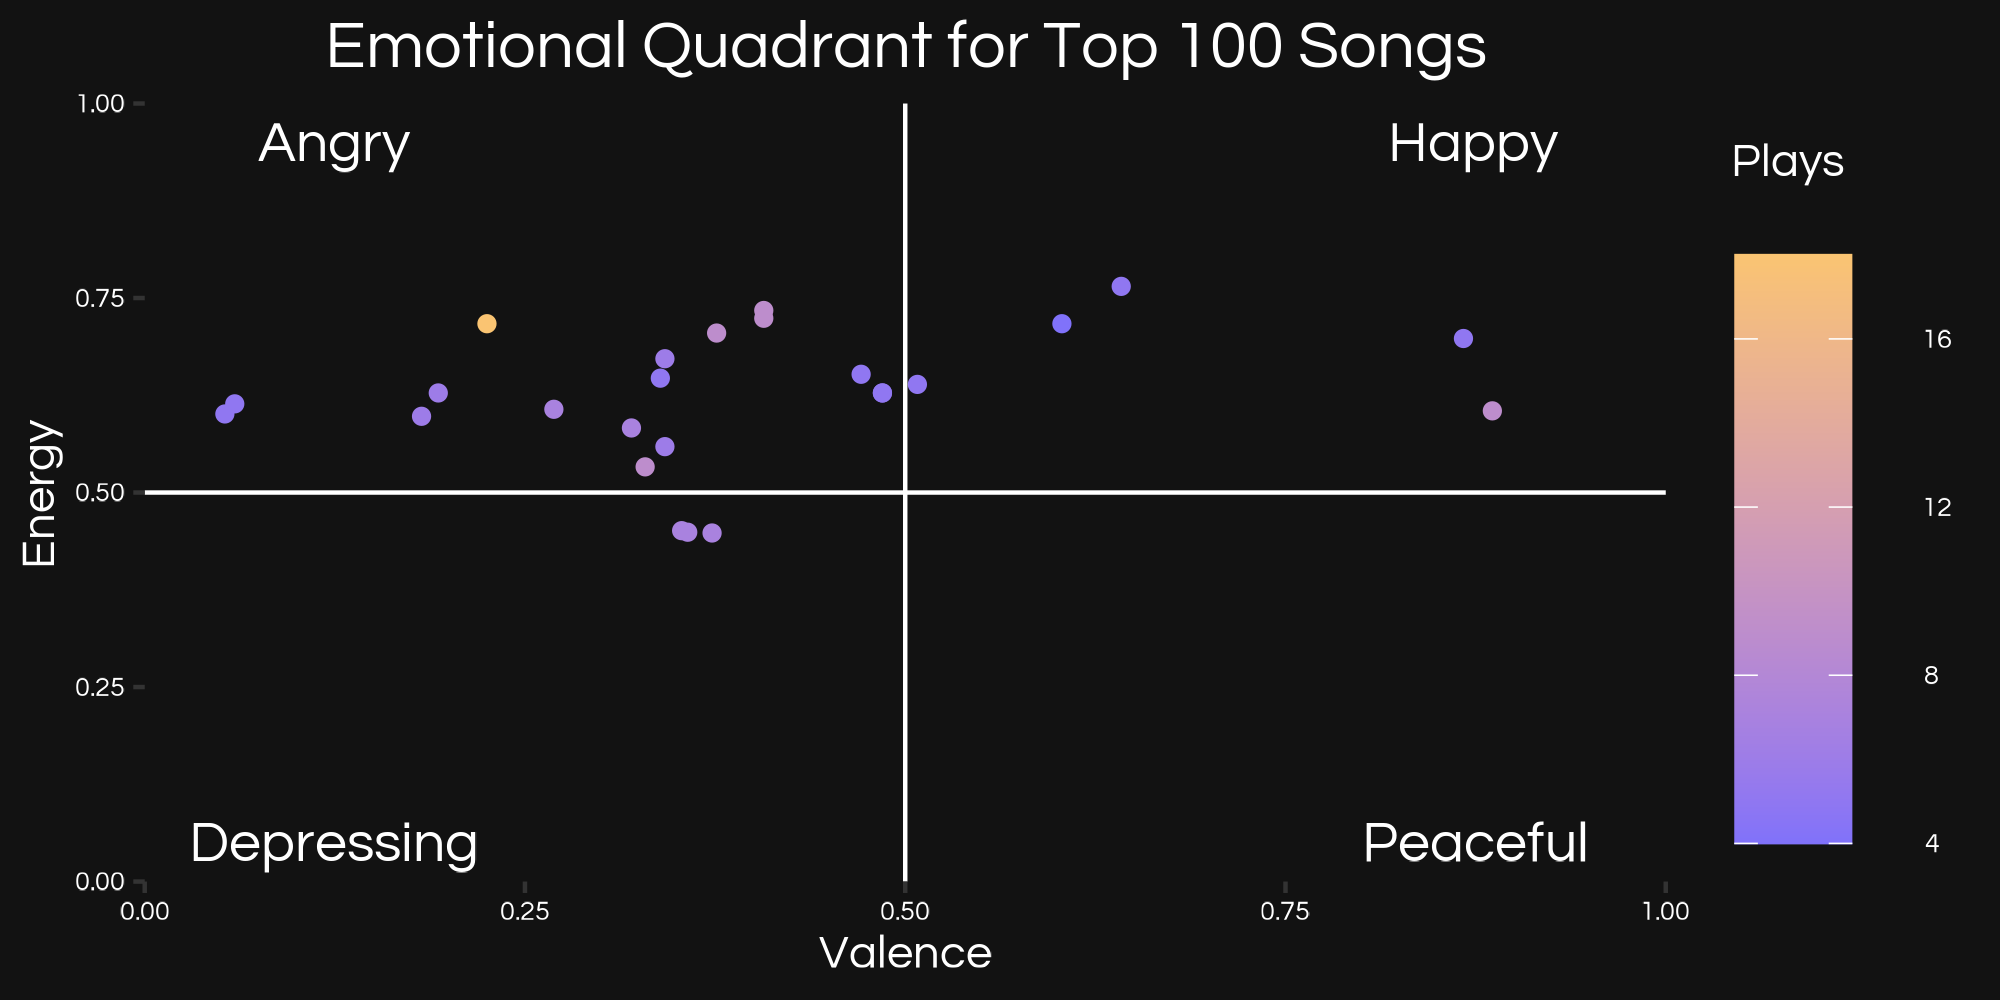 Emotional Quadrant for Top 100 Songs
1.00
Angry
Happy
Plays
0.75
16
Energy
0.50
12
0.25
8
Depressing
Peaceful
4
0.00
0.00
0.25
0.50
0.75
1.00
Valence